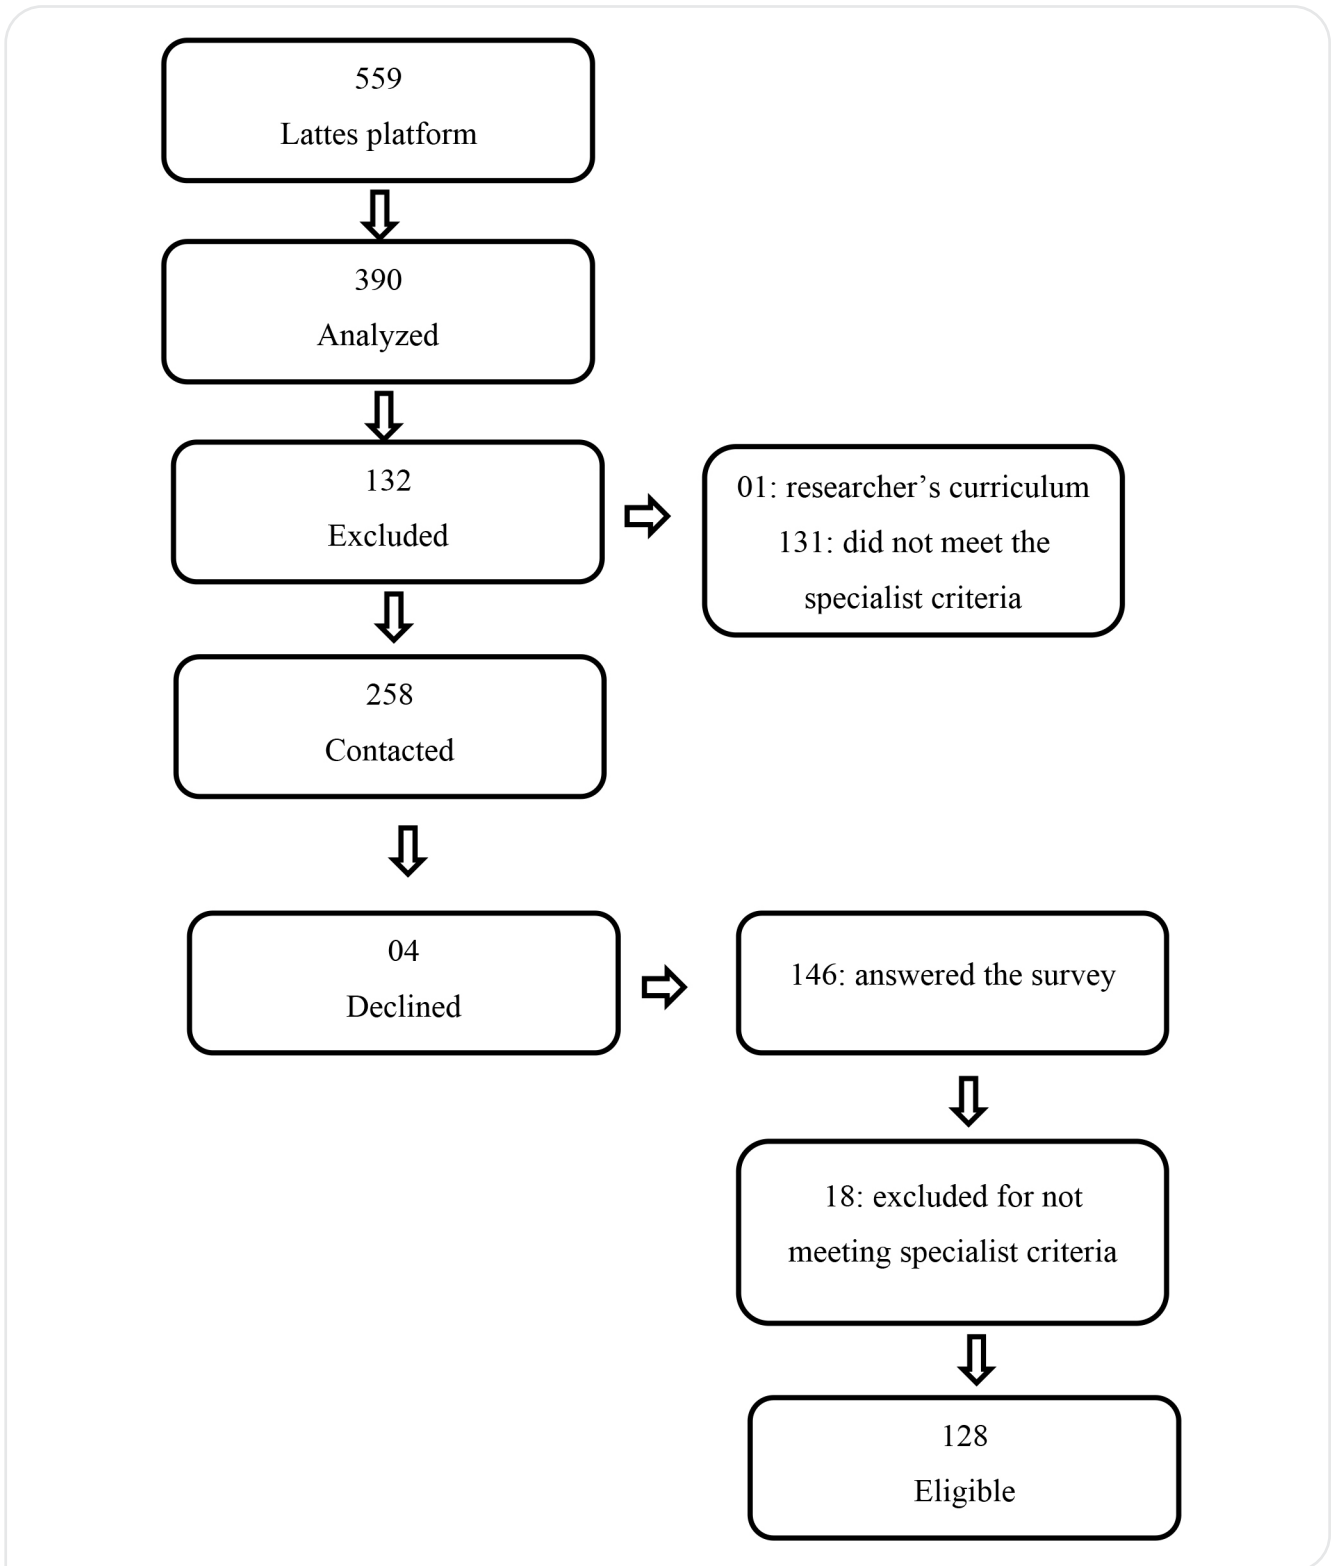 559
Lattes platform
390
Analyzed
132
Excluded
01: researcher’s curriculum
131: did not meet the
specialist criteria
258
Contacted
04
Declined
146: answered the survey
18: excluded for not
meeting specialist criteria
128
Eligible